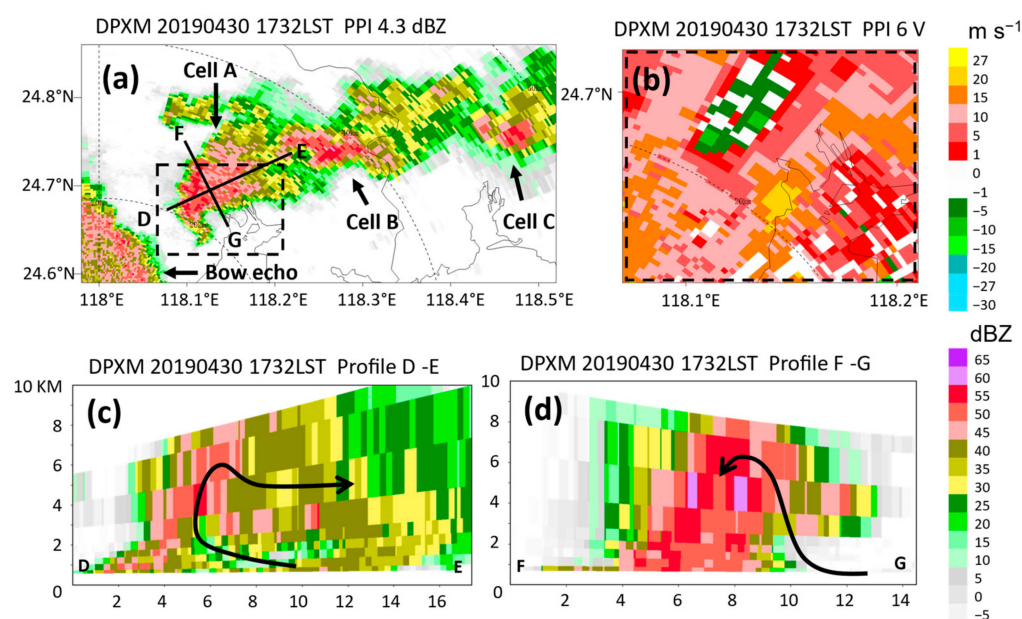 DPXM 20190430 1732LST PPI 4.3 dBZ
DPXM 20190430 1732LST PPI 6 V
m s⁻¹
(a)
Cell A
24.8°N
F
E
24.7°N
D
G
Cell B
Cell C
24.6°N
Bow echo
118°E
118.1°E
118.2°E
118.3°E
118.4°E
118.5°E
(b)
24.7°N
20km
118.1°E
118.2°E
27
20
15
10
5
1
0
−1
−5
−10
−15
−20
−27
−30
dBZ
65
60
55
50
45
40
35
30
25
20
15
10
5
0
−5
DPXM 20190430 1732LST Profile D -E
10 KM
(c)
8
6
4
2
0
D
E
2 4 6 8 10 12 14 16
DPXM 20190430 1732LST Profile F -G
10
(d)
8
6
4
2
0
F
G
2 4 6 8 10 12 14